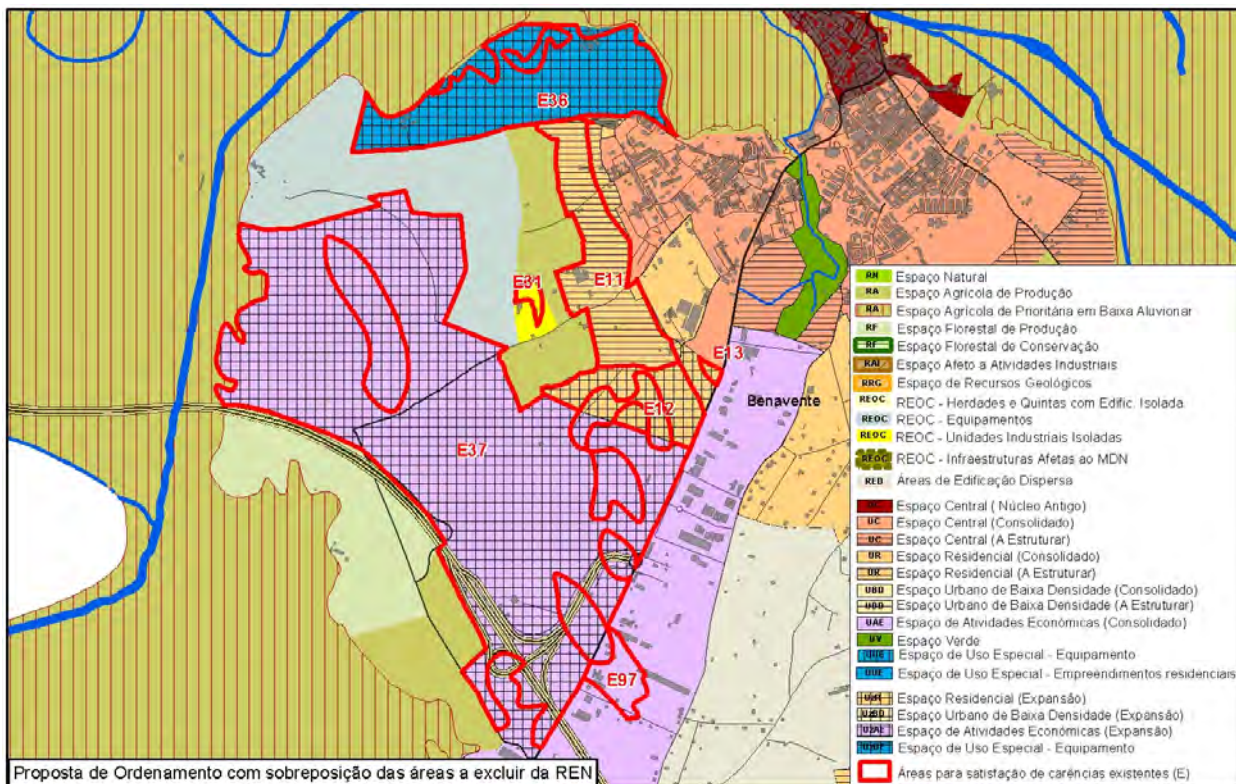 E36
E31
E11
E13
E12
Benavente
E37
E97
RN Espaço Natural
RA Espaço Agrícola de Produção
RA Espaço Agrícola de Prioritária em Baixa Aluvionar
RF Espaço Florestal de Produção
RF Espaço Florestal de Conservação
RAI Espaço Afeto a Atividades Industriais
RRG Espaço de Recursos Geológicos
REOC REOC - Herdades e Quintas com Edific. Isolada
REOC REOC - Equipamentos
REOC REOC - Unidades Industriais Isoladas
REOC REOC - Infraestruturas Afetas ao MDN
RED Áreas de Edificação Dispersa
UC Espaço Central ( Núcleo Antigo)
UC Espaço Central (Consolidado)
UC Espaço Central (A Estruturar)
UR Espaço Residencial (Consolidado)
UR Espaço Residencial (A Estruturar)
UBD Espaço Urbano de Baixa Densidade (Consolidado)
UBD Espaço Urbano de Baixa Densidade (A Estruturar)
UAE Espaço de Atividades Económicas (Consolidado)
UV Espaço Verde
UUE Espaço de Uso Especial - Equipamento
UUE Espaço de Uso Especial - Empreendimentos residenciais
Espaço Residencial (Expansão)
Espaço Urbano de Baixa Densidade (Expansão)
Espaço de Atividades Económicas (Expansão)
Espaço de Uso Especial - Equipamento
Áreas para satisfação de carências existentes (E)
Proposta de Ordenamento com sobreposição das áreas a excluir da REN